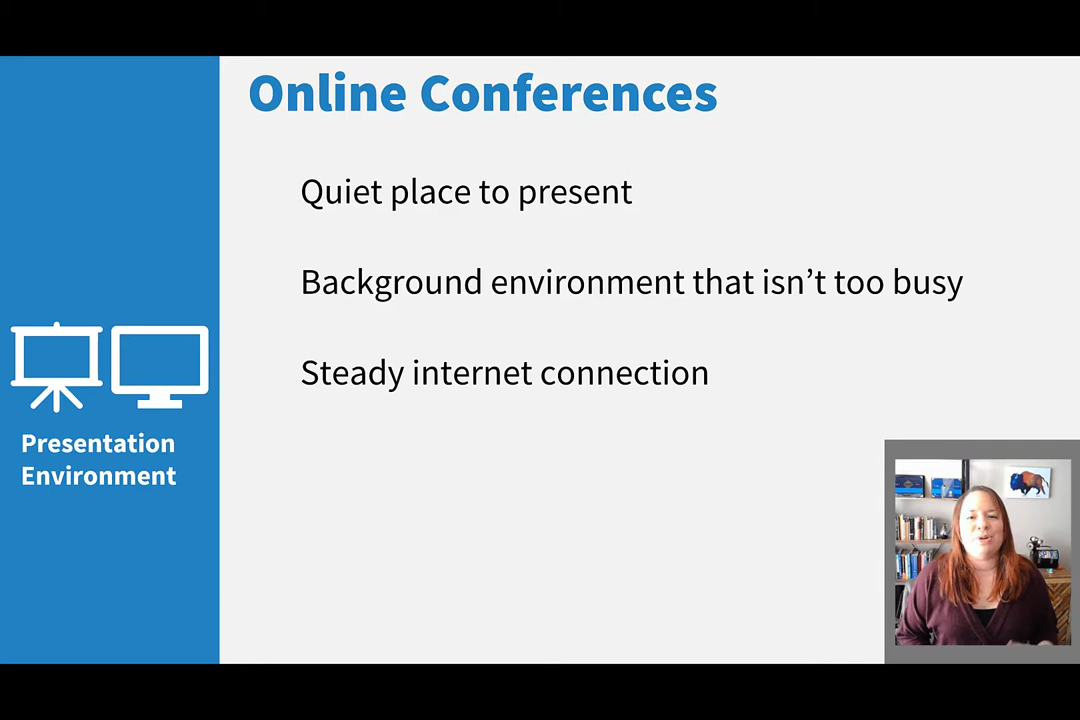 Online Conferences
Quiet place to present
Background environment that isn’t too busy
Steady internet connection
Presentation
Environment